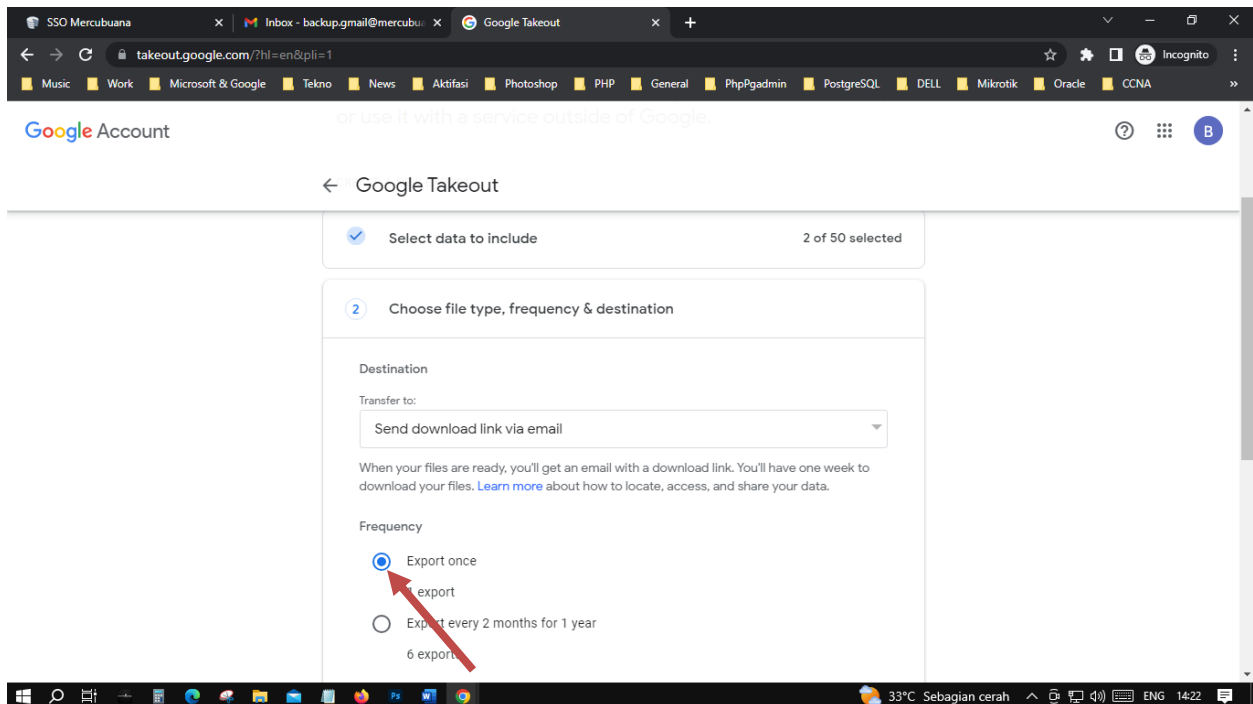 SSO Mercubuana
Inbox - backup.gmail@mercubua
Google Takeout
takeout.google.com/?hl=en&pli=1
Incognito
Music Work Microsoft & Google Tekno News Aktifasi Photoshop PHP General PhpPgadmin PostgreSQL DELL Mikrotik Oracle CCNA »
or use it with a service outside of Google.
Google Account
B
Google Takeout
Select data to include 2 of 50 selected
2 Choose file type, frequency & destination
Destination
Transfer to:
Send download link via email
When your files are ready, you'll get an email with a download link. You'll have one week to
download your files. Learn more about how to locate, access, and share your data.
Frequency
Export once
export
Export every 2 months for 1 year
6 exports
Ps W
33°C Sebagian cerah ENG 14:22